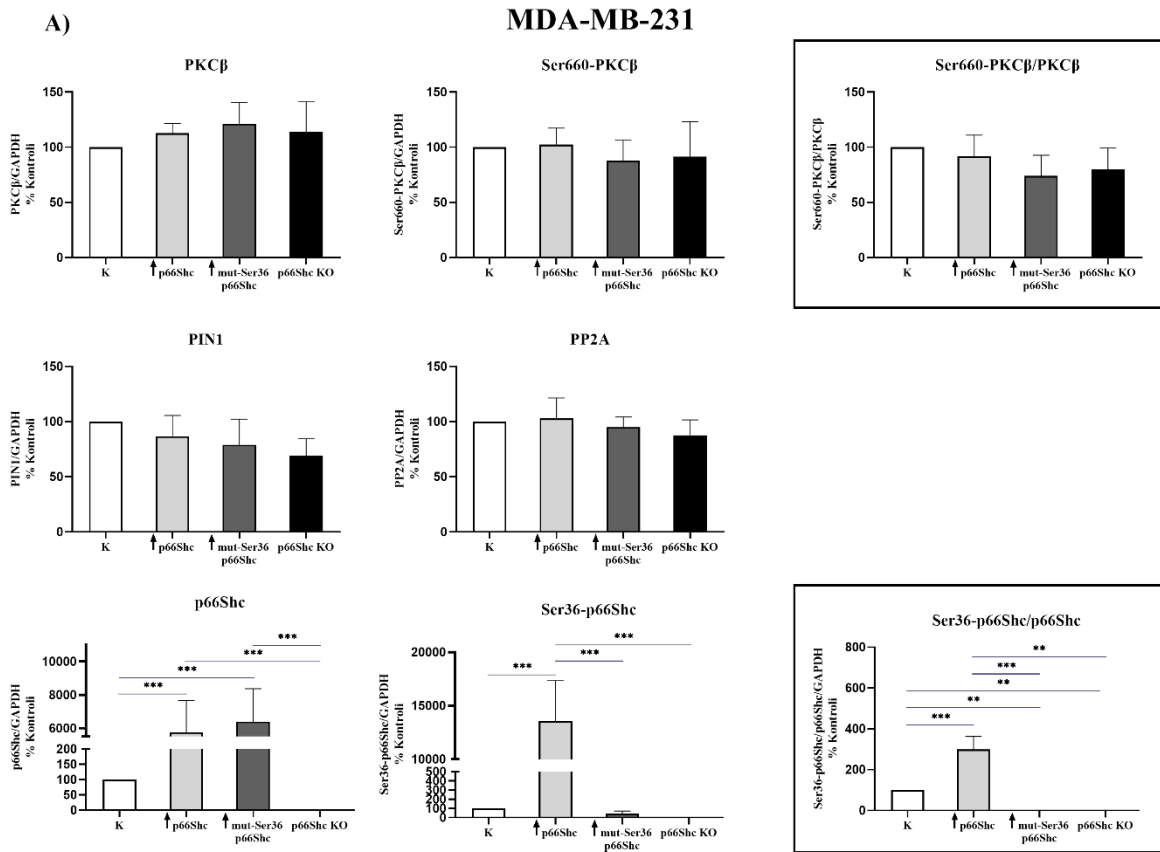 A)
MDA-MB-231
PKCβ
PKCβ/GAPDH
% Kontroli
150
100
50
0
K
↑ p66Shc
↑ mut-Ser36
p66Shc
p66Shc KO
Ser660-PKCβ
Ser660-PKCβ/GAPDH
% Kontroli
150
100
50
0
K
↑ p66Shc
↑ mut-Ser36
p66Shc
p66Shc KO
Ser660-PKCβ/PKCβ
Ser660-PKCβ/PKCβ
% Kontroli
150
100
50
0
K
↑ p66Shc
↑ mut-Ser36
p66Shc
p66Shc KO
PIN1
PIN1/GAPDH
% Kontroli
150
100
50
0
K
↑ p66Shc
↑ mut-Ser36
p66Shc
p66Shc KO
PP2A
PP2A/GAPDH
% Kontroli
150
100
50
0
K
↑ p66Shc
↑ mut-Ser36
p66Shc
p66Shc KO
p66Shc
p66Shc/GAPDH
% Kontroli
10000
8000
6000
200
150
100
50
0
***
***
***
***
K
↑ p66Shc
↑ mut-Ser36
p66Shc
p66Shc KO
Ser36-p66Shc
Ser36-p66Shc/GAPDH
% Kontroli
20000
10000
500
400
300
200
100
0
***
***
***
K
↑ p66Shc
↑ mut-Ser36
p66Shc
p66Shc KO
Ser36-p66Shc/p66Shc
Ser36-p66Shc/p66Shc/GAPDH
% Kontroli
800
600
400
200
0
**
***
**
**
***
K
↑ p66Shc
↑ mut-Ser36
p66Shc
p66Shc KO